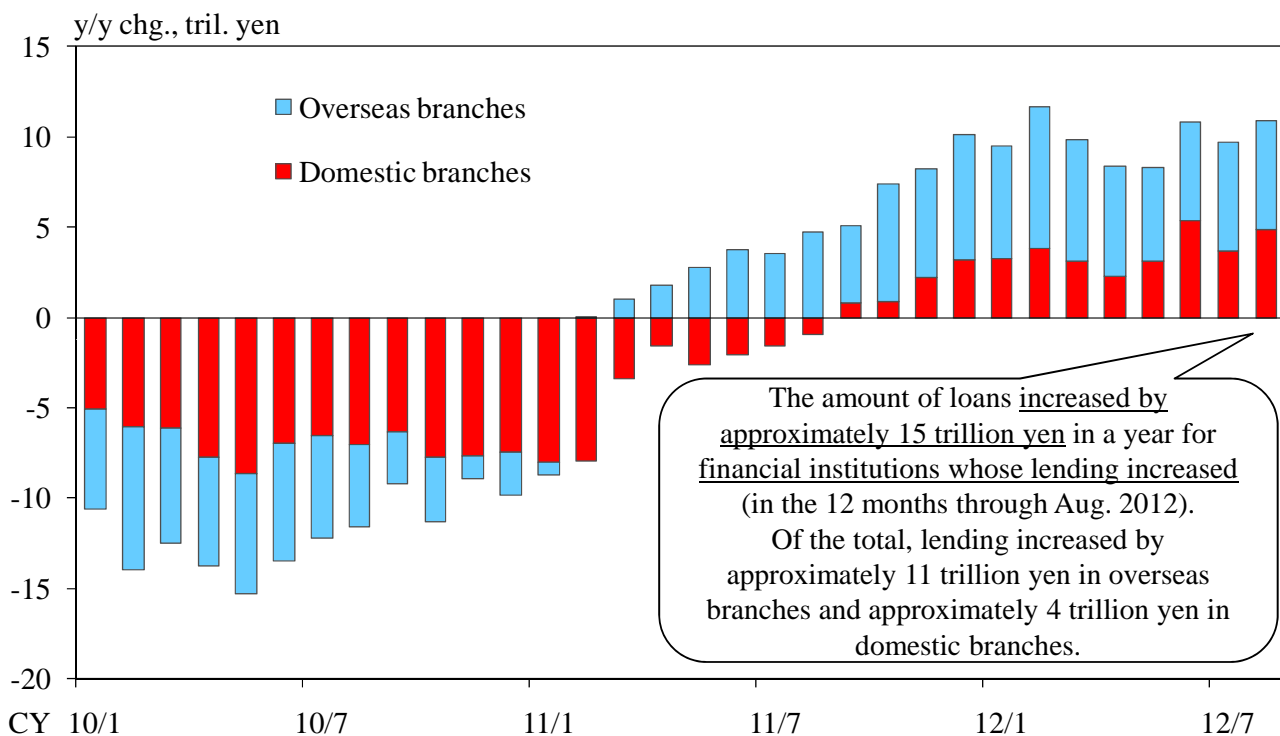 y/y chg., tril. yen
15
10
5
0
-5
-10
-15
-20
Overseas branches
Domestic branches
The amount of loans increased by
approximately 15 trillion yen in a year for
financial institutions whose lending increased
(in the 12 months through Aug. 2012).
Of the total, lending increased by
approximately 11 trillion yen in overseas
branches and approximately 4 trillion yen in
domestic branches.
CY 10/1 10/7 11/1 11/7 12/1 12/7